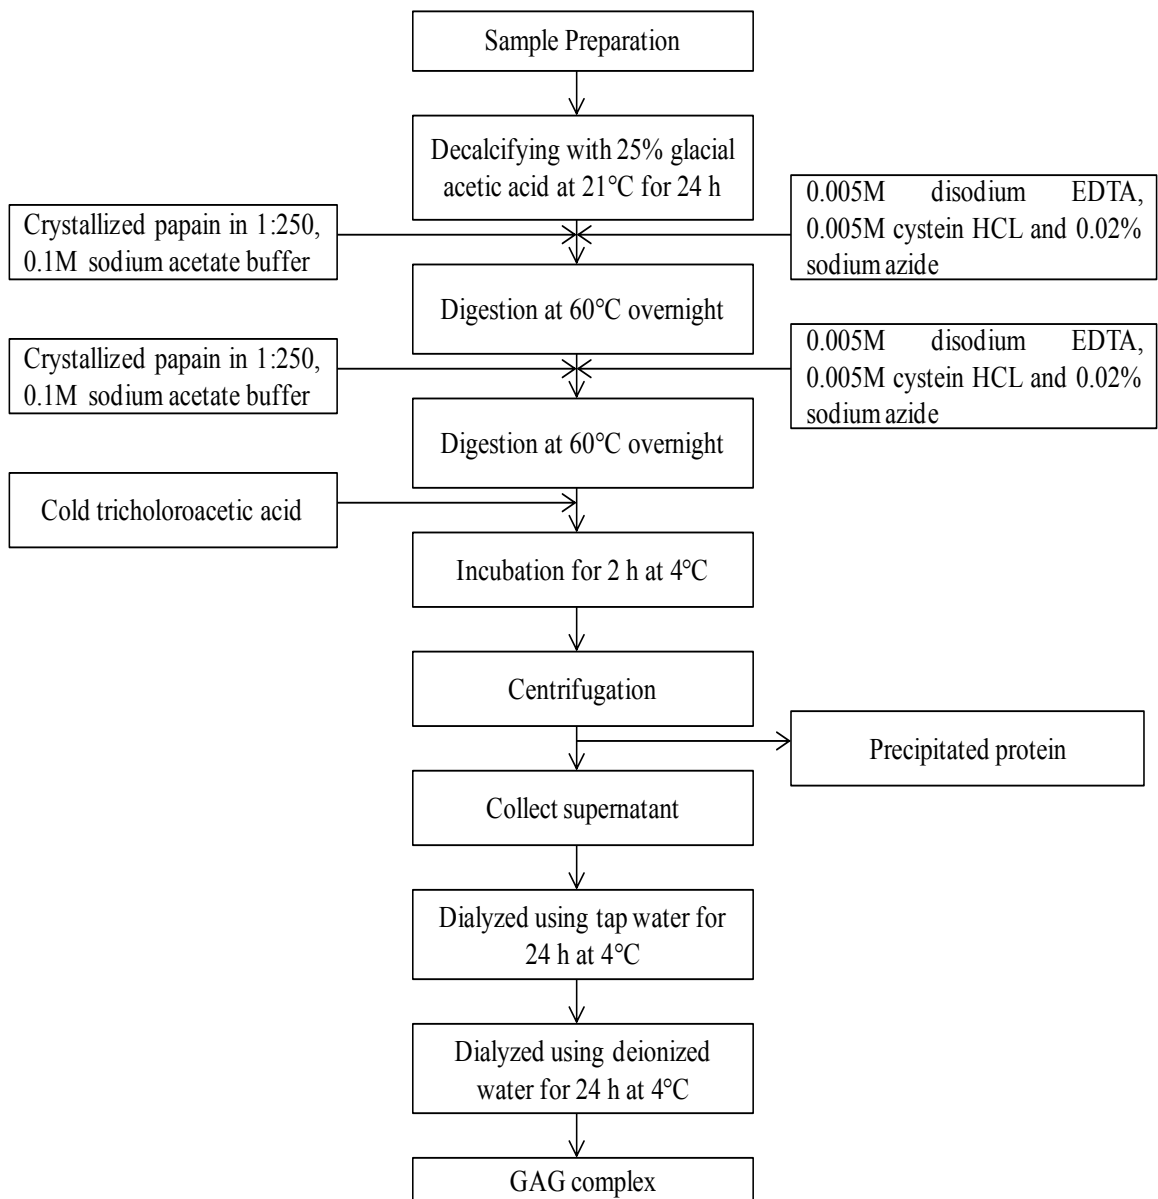 Sample Preparation
Decalcifying with 25% glacial
acetic acid at 21°C for 24 h
Crystallized papain in 1:250,
0.1M sodium acetate buffer
0.005M disodium EDTA,
0.005M cystein HCL and 0.02%
sodium azide
Digestion at 60°C overnight
Crystallized papain in 1:250,
0.1M sodium acetate buffer
0.005M disodium EDTA,
0.005M cystein HCL and 0.02%
sodium azide
Digestion at 60°C overnight
Cold tricholoroacetic acid
Incubation for 2 h at 4°C
Centrifugation
Precipitated protein
Collect supernatant
Dialyzed using tap water for
24 h at 4°C
Dialyzed using deionized
water for 24 h at 4°C
GAG complex